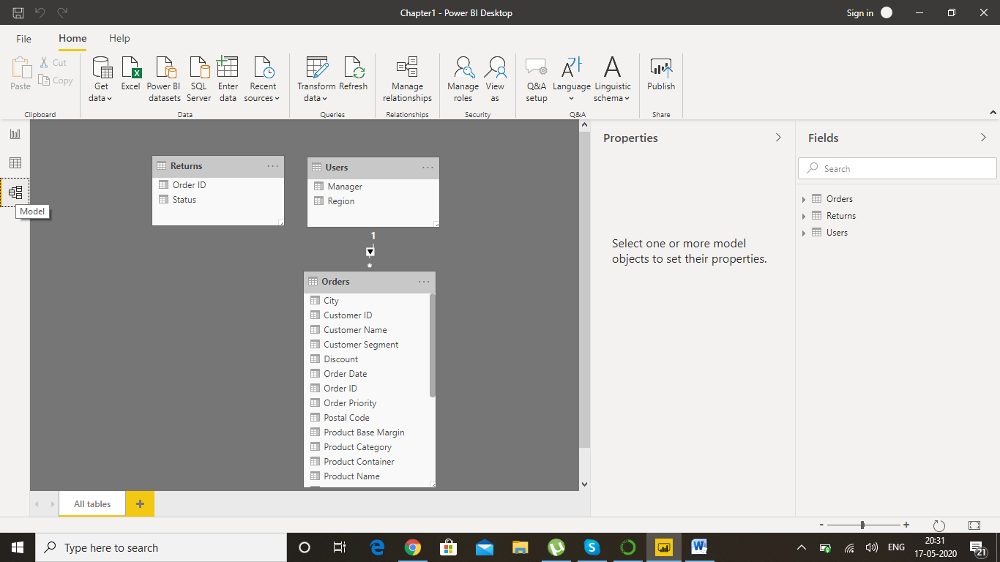 Chapter1 - Power BI Desktop
Sign in
File
Home
Help
Paste
Cut
Copy
Get data
Excel
Power BI datasets
SQL Server
Enter data
Recent sources
Transform data
Refresh
Manage relationships
Manage roles
View as
Q&A setup
Language
Linguistic schema
Publish
Clipboard
Data
Queries
Relationships
Security
Q&A
Share
Model
Returns
Order ID
Status
Users
Manager
Region
1
*
Orders
City
Customer ID
Customer Name
Customer Segment
Discount
Order Date
Order ID
Order Priority
Postal Code
Product Base Margin
Product Category
Product Container
Product Name
Properties
Select one or more model
objects to set their properties.
Fields
Search
Orders
Returns
Users
All tables
+
- +
Type here to search
ENG
20:31
17-05-2020
21